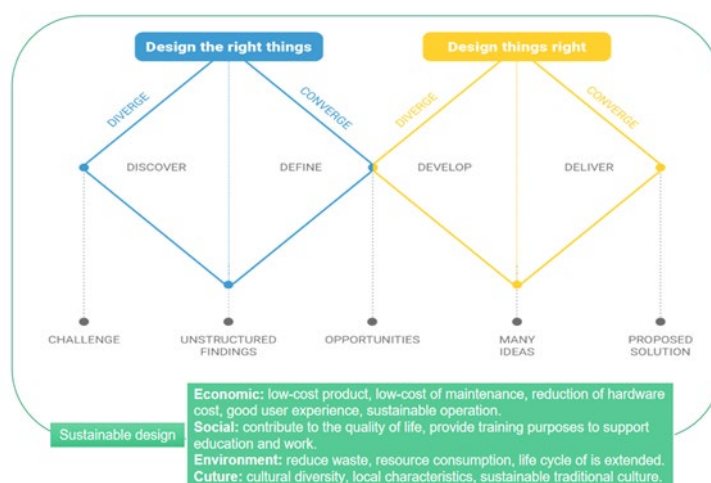 Design the right things
Design things right
DIVERGE
CONVERGE
DIVERGE
CONVERGE
DISCOVER
DEFINE
DEVELOP
DELIVER
CHALLENGE
UNSTRUCTURED
FINDINGS
OPPORTUNITIES
MANY
IDEAS
PROPOSED
SOLUTION
Sustainable design
Economic: low-cost product, low-cost of maintenance, reduction of hardware
cost, good user experience, sustainable operation.
Social: contribute to the quality of life, provide training purposes to support
education and work.
Environment: reduce waste, resource consumption, life cycle of is extended.
Cuture: cultural diversity, local characteristics, sustainable traditional culture.